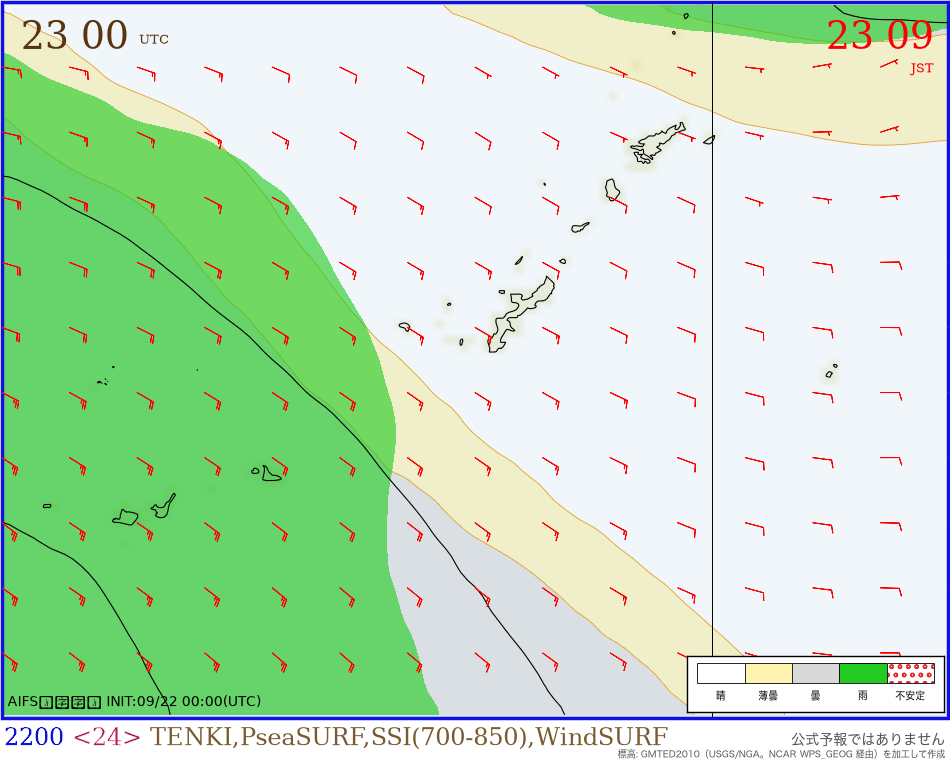 23 00 UTC
23 09
JST
晴 薄曇 曇 雨 不安定
AIFS INIT:09/22 00:00(UTC)
2200 <24> TENKI,PseaSURF,SSI(700-850),WindSURF
公式予報ではありません
標高: GMTED2010（USGS/NGA。NCAR WPS_GEOG 経由）を加工して作成